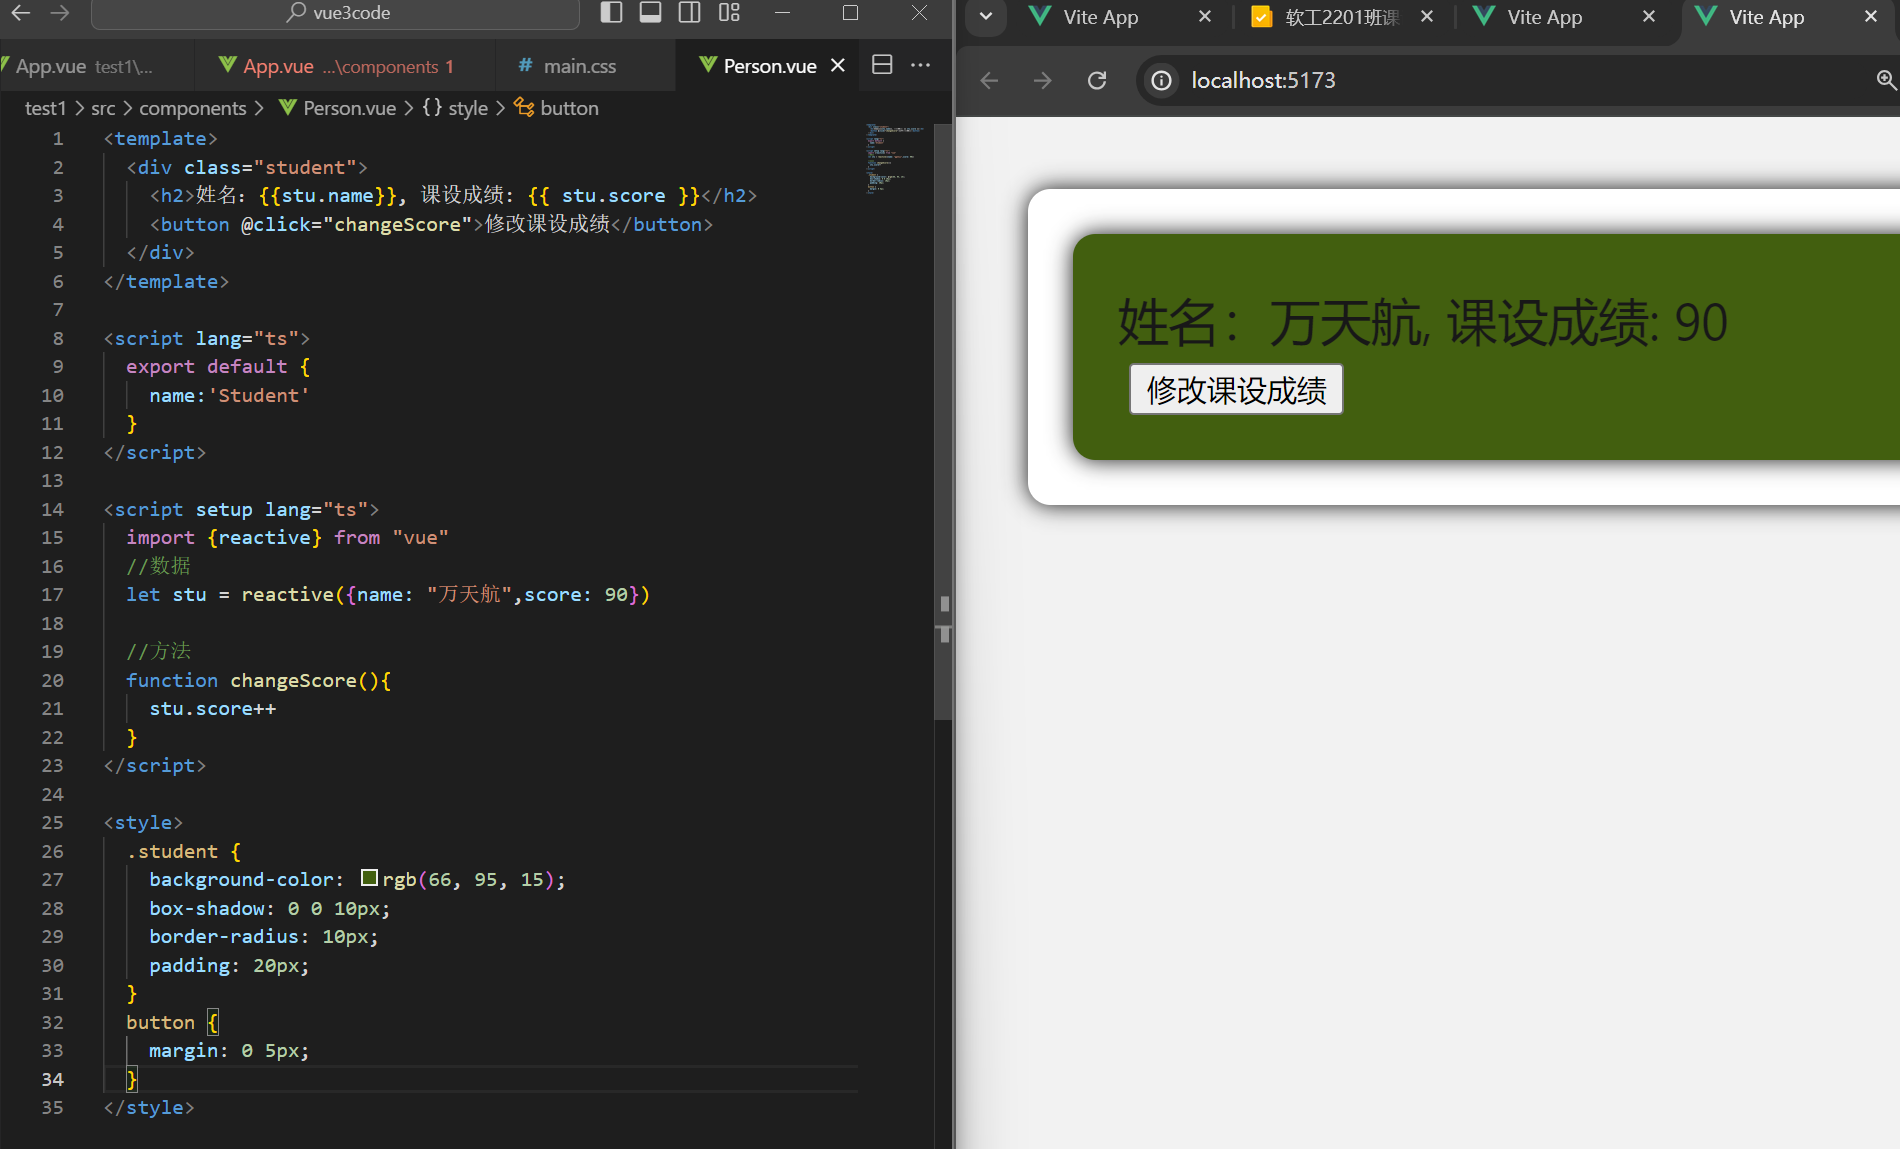 vue3code
App.vue test1\...
App.vue ...\components 1
main.css
Person.vue
test1 > src > components > Person.vue > {} style > button
1 <template>
2 <div class="student">
3 <h2>姓名：{{stu.name}}, 课设成绩: {{ stu.score }}</h2>
4 <button @click="changeScore">修改课设成绩</button>
5 </div>
6 </template>
7
8 <script lang="ts">
9 export default {
10 name:'Student'
11 }
12 </script>
13
14 <script setup lang="ts">
15 import {reactive} from "vue"
16 //数据
17 let stu = reactive({name: "万天航",score: 90})
18
19 //方法
20 function changeScore(){
21 stu.score++
22 }
23 </script>
24
25 <style>
26 .student {
27 background-color: rgb(66, 95, 15);
28 box-shadow: 0 0 10px;
29 border-radius: 10px;
30 padding: 20px;
31 }
32 button {
33 margin: 0 5px;
34 }
35 </style>
Vite App
软工2201班课
Vite App
Vite App
localhost:5173
姓名：万天航, 课设成绩: 90
修改课设成绩